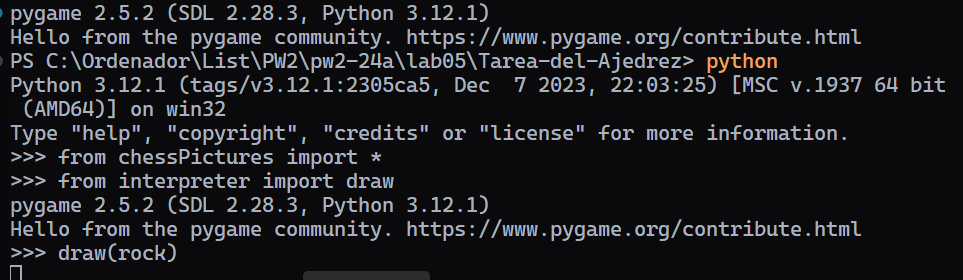 pygame 2.5.2 (SDL 2.28.3, Python 3.12.1)
Hello from the pygame community. https://www.pygame.org/contribute.html
PS C:\Ordenador\List\PW2\pw2-24a\lab05\Tarea-del-Ajedrez> python
Python 3.12.1 (tags/v3.12.1:2305ca5, Dec  7 2023, 22:03:25) [MSC v.1937 64 bit
 (AMD64)] on win32
Type "help", "copyright", "credits" or "license" for more information.
>>> from chessPictures import *
>>> from interpreter import draw
pygame 2.5.2 (SDL 2.28.3, Python 3.12.1)
Hello from the pygame community. https://www.pygame.org/contribute.html
>>> draw(rock)